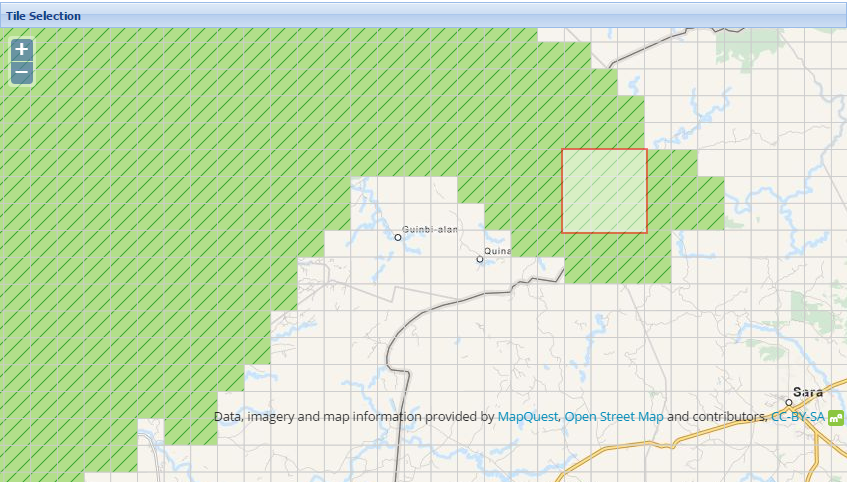 Tile Selection
+
−
Guinbi-alan
Quina
Sara
Data, imagery and map information provided by MapQuest, Open Street Map and contributors, CC-BY-SA